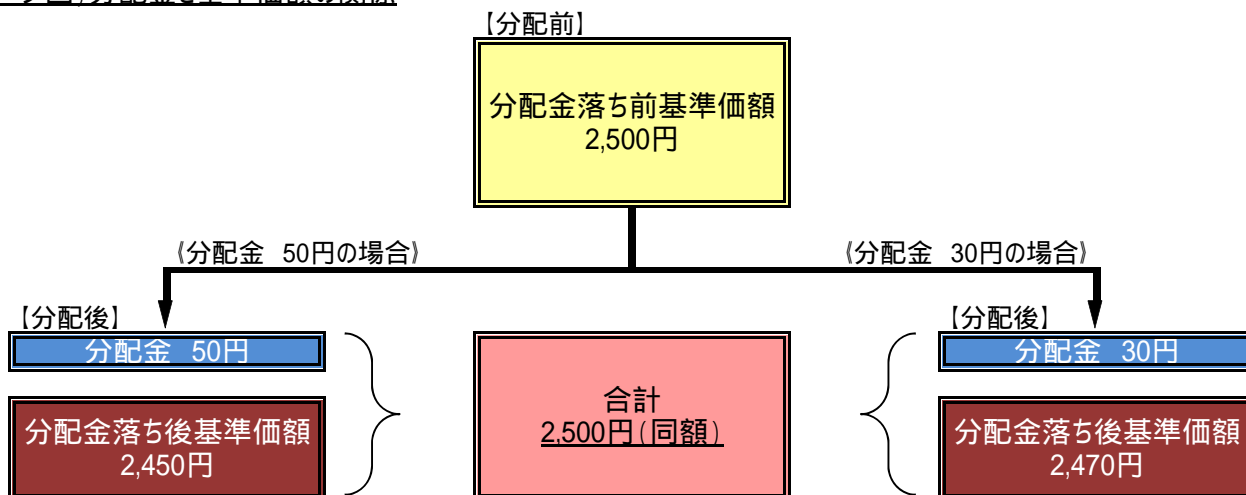 【分配前】
分配金落ち前基準価額
2,500円
《分配金 50円の場合》
《分配金 30円の場合》
【分配後】
【分配後】
分配金 50円
分配金 30円
合計
2,500円(同額)
分配金落ち後基準価額
2,450円
分配金落ち後基準価額
2,470円